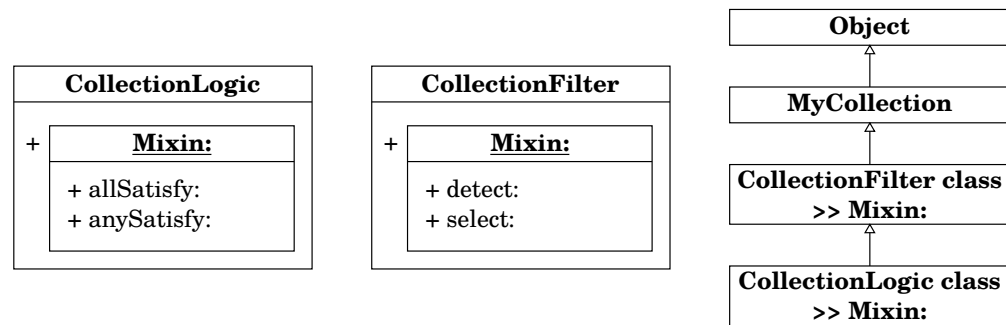 CollectionLogic
+ Mixin:
+ allSatisfy:
+ anySatisfy:
CollectionFilter
+ Mixin:
+ detect:
+ select:
Object
MyCollection
CollectionFilter class
>> Mixin:
CollectionLogic class
>> Mixin: